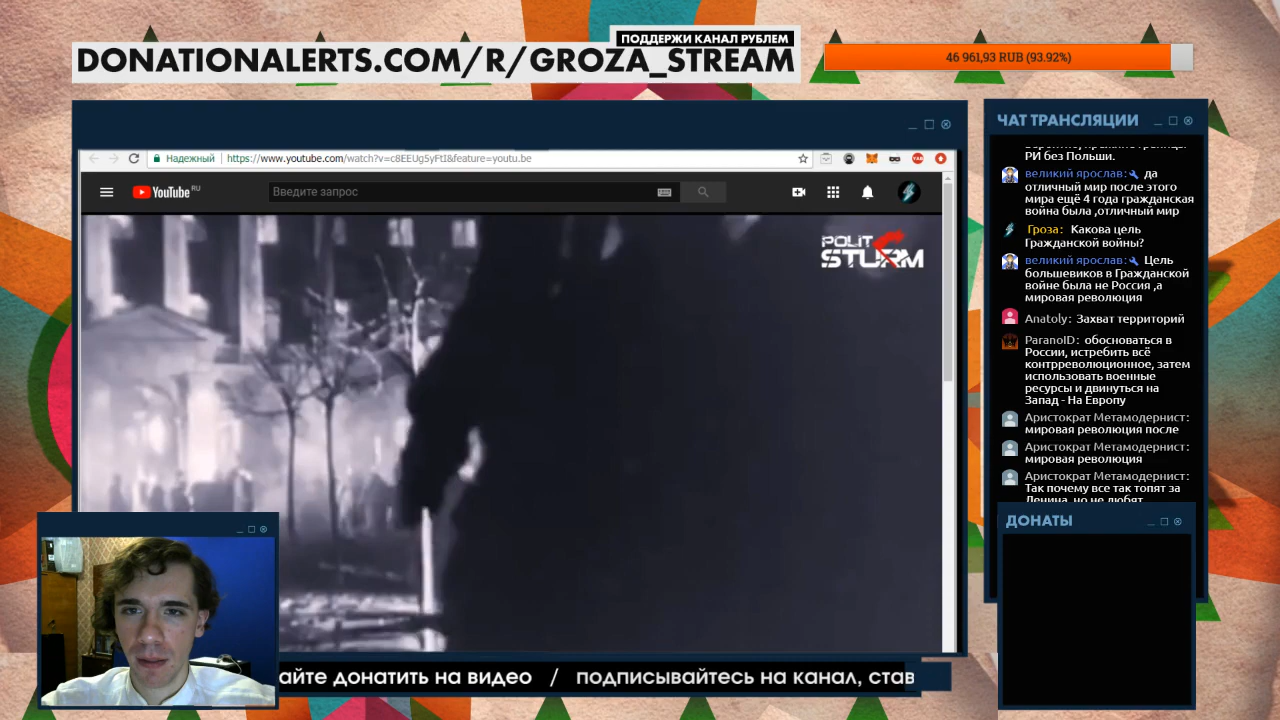 ПОДДЕРЖИ КАНАЛ РУБЛЕМ
DONATIONALERTS.COM/R/GROZA_STREAM
46 961,93 RUB (93.92%)
Надежный
https://www.youtube.com/watch?v=c8EEUg5yFtI&feature=youtu.be
YouTube RU
Введите запрос
POLIT
STURM
ЧАТ ТРАНСЛЯЦИИ
РИ без Польши.
великий ярослав: да
отличный мир после этого
мира ещё 4 года гражданская
война была ,отличный мир
Гроза: Какова цель
Гражданской войны?
великий ярослав: Цель
большевиков в Гражданской
войне была не Россия ,а
мировая революция
Anatoly: Захват территорий
ParanoID: обосноваться в
России, истребить всё
контрреволюционное, затем
использовать военные
ресурсы и двинуться на
Запад - На Европу
Аристократ Метамодернист:
мировая революция после
Аристократ Метамодернист:
мировая революция
Аристократ Метамодернист:
Так почему все так топят за
Ленина, но не любят
ДОНАТЫ
айте донатить на видео / подписывайтесь на канал, став